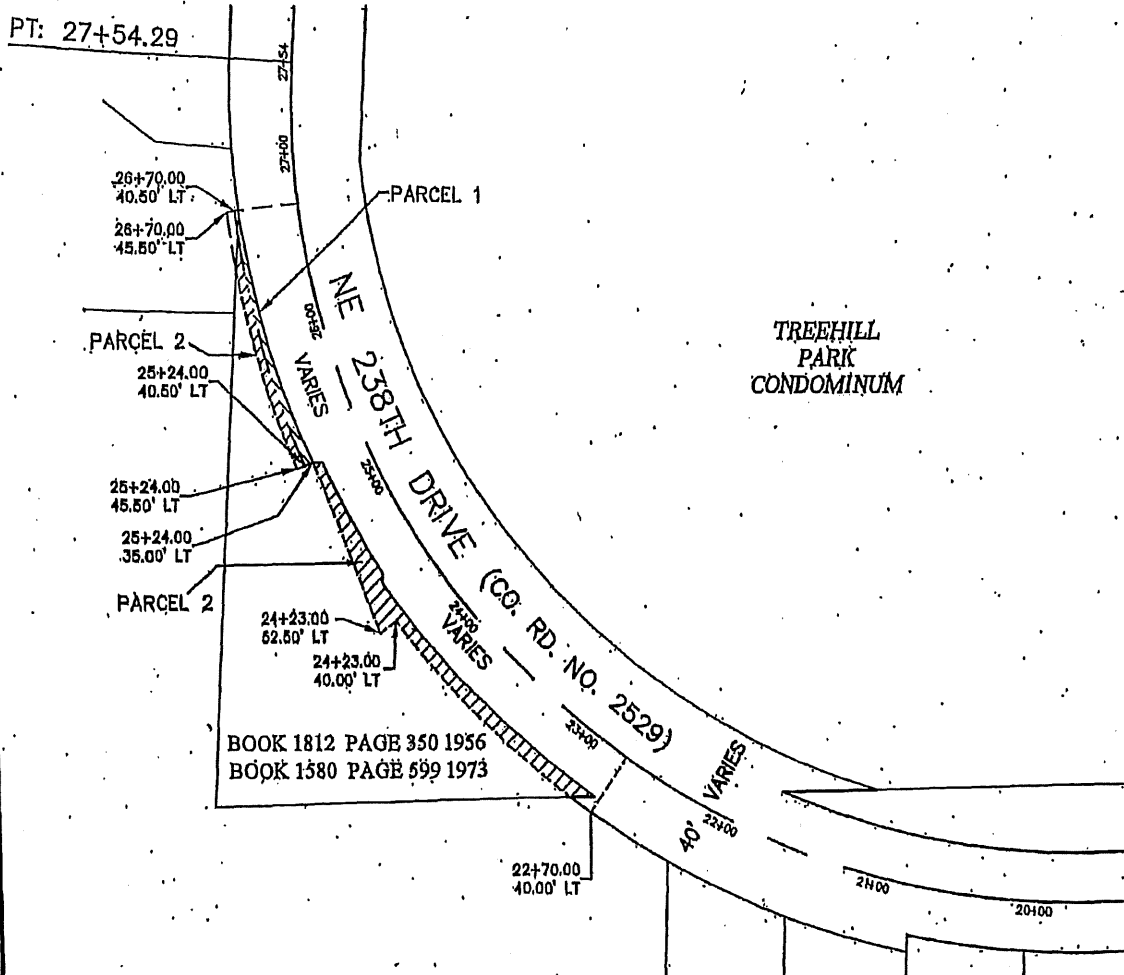 PT: 27+54.29
27+54
27+00
26+70.00
40.50' LT
26+70.00
45.50' LT
PARCEL 1
26+00
NE 238TH DRIVE (CO. RD. NO. 2529)
VARIES
TREEHILL
PARK
CONDOMINUM
PARCEL 2
25+24.00
40.50' LT
25+00
25+24.00
45.50' LT
25+24.00
35.00' LT
PARCEL 2
24+00
VARIES
24+23.00
52.50' LT
24+23.00
40.00' LT
23+00
BOOK 1812 PAGE 350 1956
BOOK 1580 PAGE 599 1973
VARIES
40'
22+00
22+70.00
40.00' LT
21+00
20+00